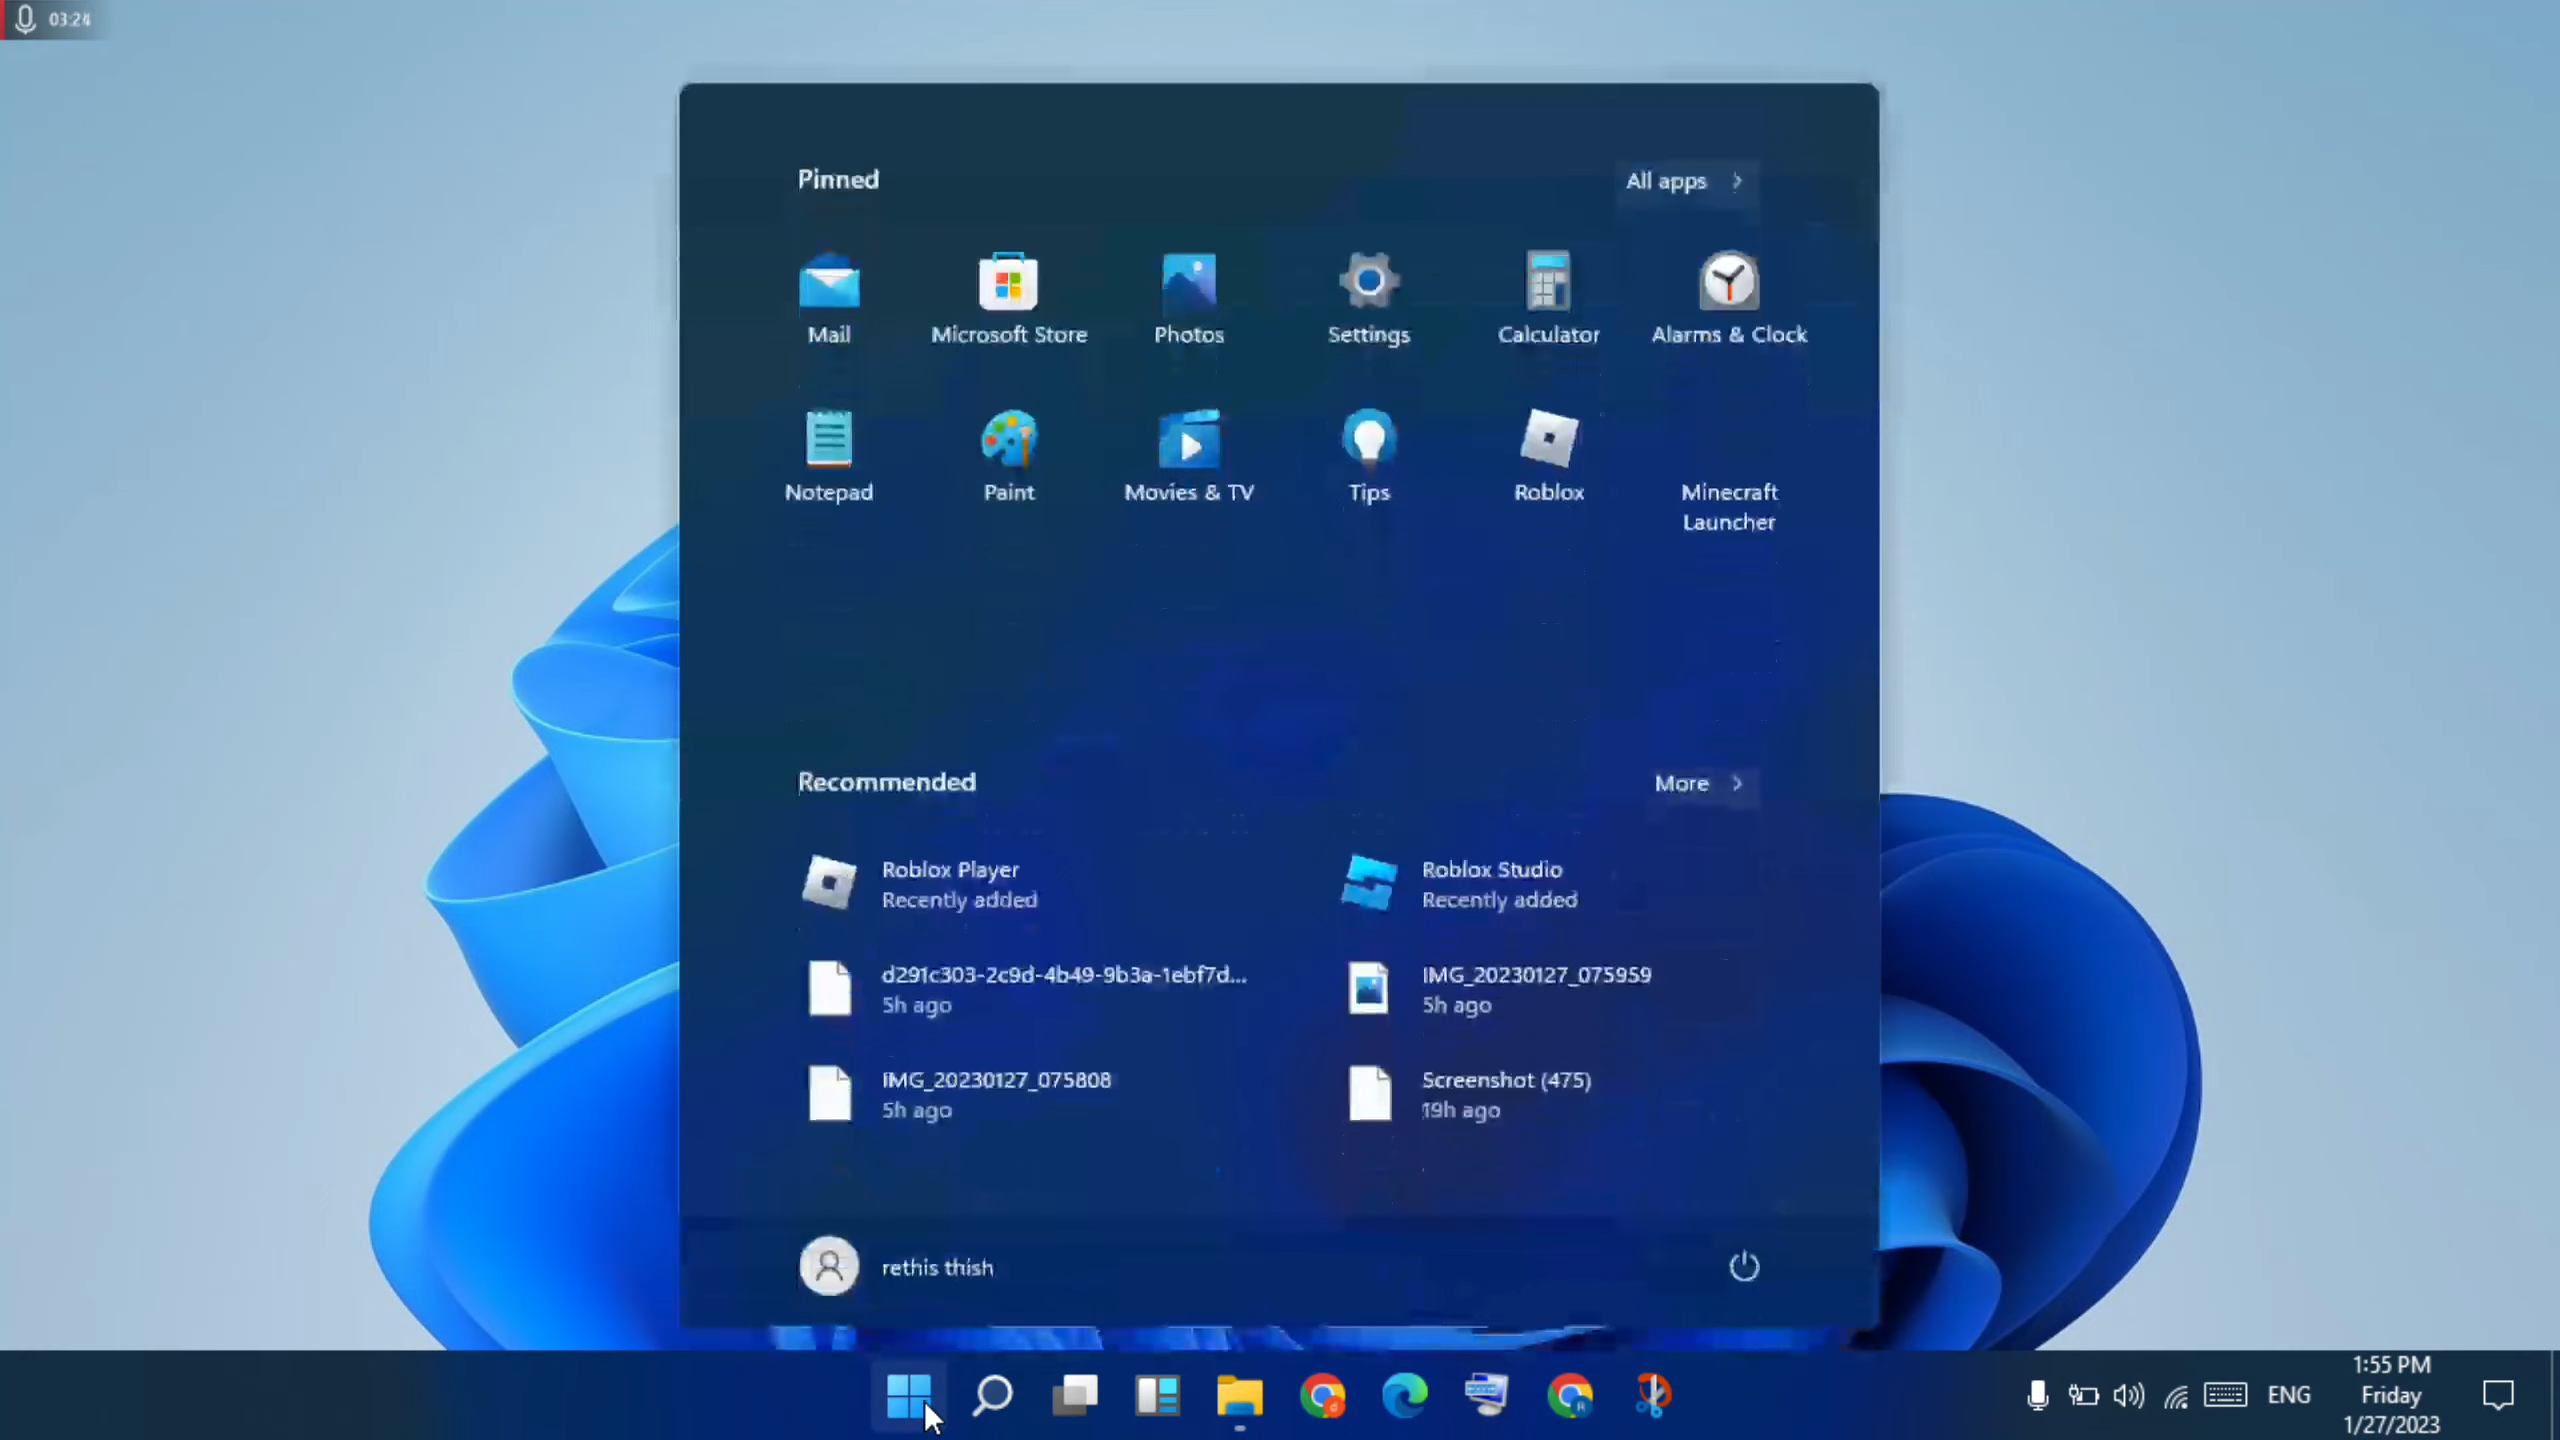 03:24
Pinned
All apps
Mail
Microsoft Store
Photos
Settings
Calculator
Alarms & Clock
Notepad
Paint
Movies & TV
Tips
Roblox
Minecraft
Launcher
Recommended
More
Roblox Player
Recently added
Roblox Studio
Recently added
d291c303-2c9d-4b49-9b3a-1ebf7d...
5h ago
IMG_20230127_075959
5h ago
IMG_20230127_075808
5h ago
Screenshot (475)
19h ago
rethis thish
ENG
1:55 PM
Friday
1/27/2023